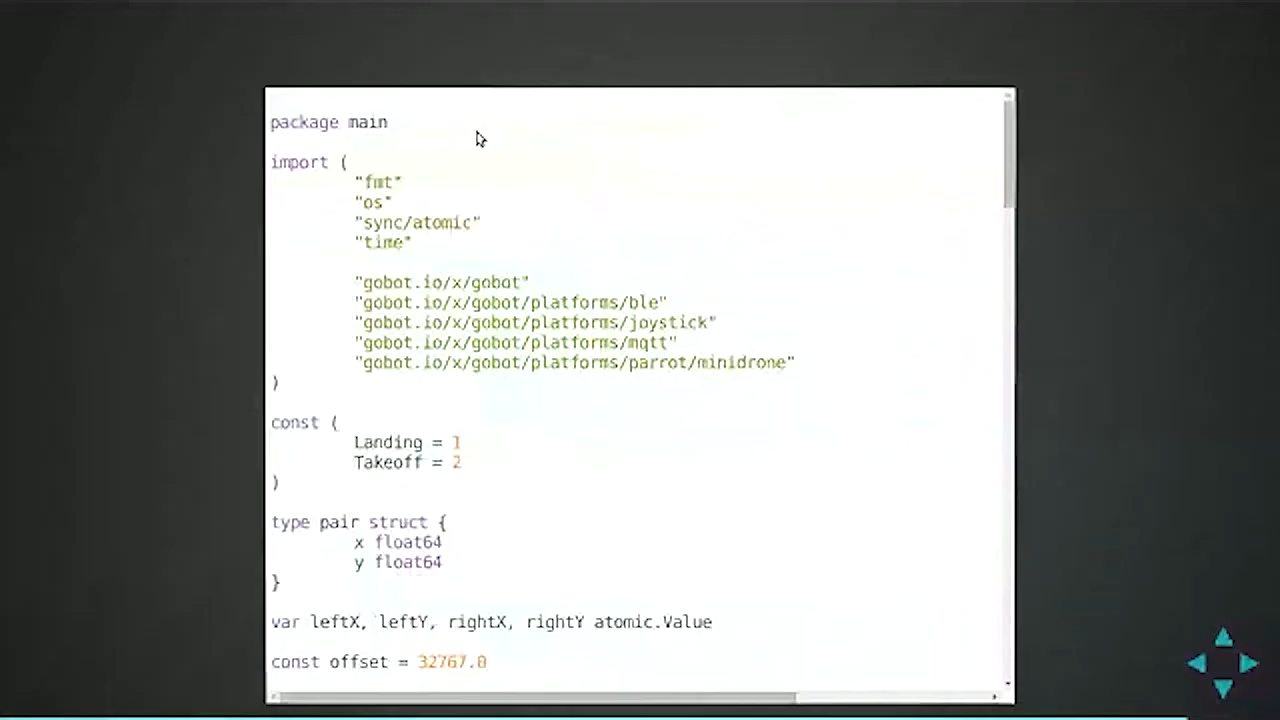 package main
import (
"fmt"
"os"
"sync/atomic"
"time"
"gobot.io/x/gobot"
"gobot.io/x/gobot/platforms/ble"
"gobot.io/x/gobot/platforms/joystick"
"gobot.io/x/gobot/platforms/mqtt"
"gobot.io/x/gobot/platforms/parrot/minidrone"
)
const (
Landing = 1
Takeoff = 2
)
type pair struct {
x float64
y float64
}
var leftX, leftY, rightX, rightY atomic.Value
const offset = 32767.0